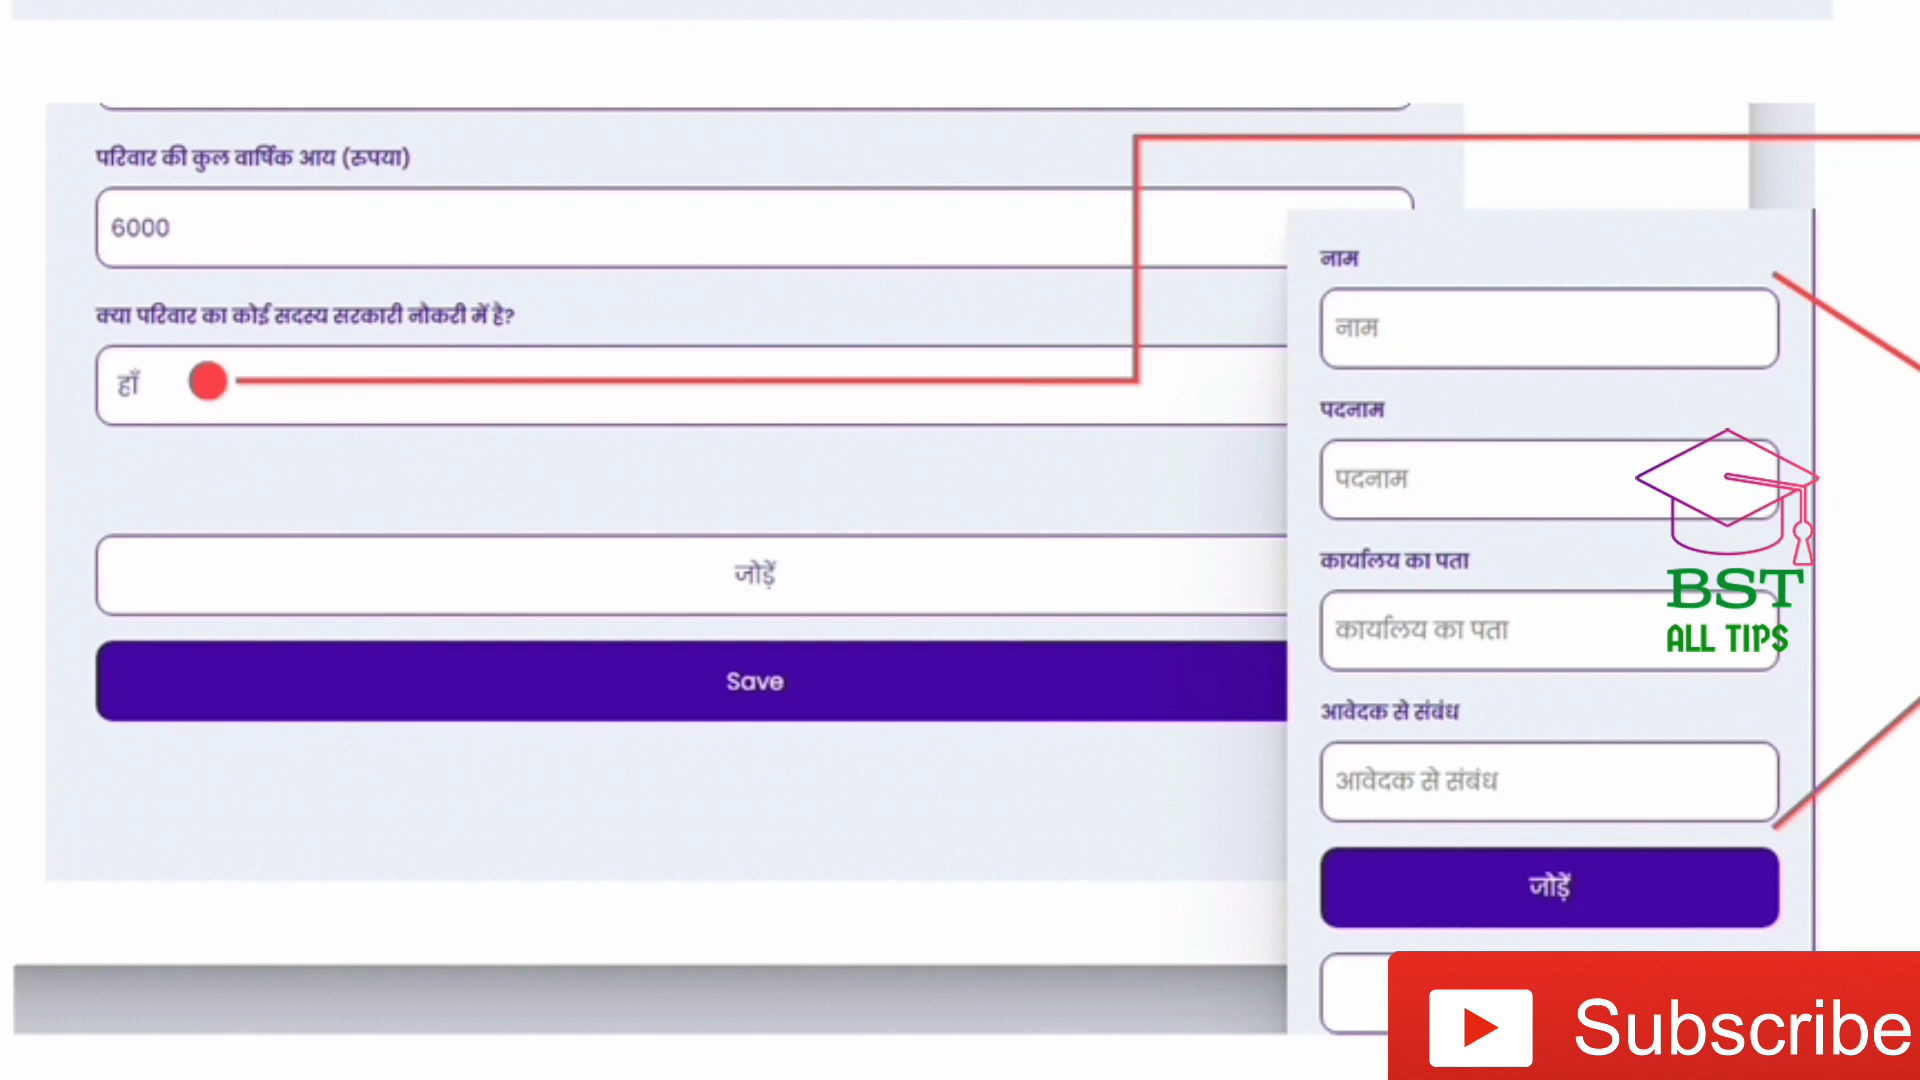 परिवार की कुल वार्षिक आय (रुपया)
6000
क्या परिवार का कोई सदस्य सरकारी नोकरी में है?
हाँ
जोड़ें
Save
नाम
नाम
पदनाम
पदनाम
कार्यालय का पता
कार्यालय का पता
आवेदक से संबंध
आवेदक से संबंध
जोड़ें
BST
ALL TIPS
Subscribe